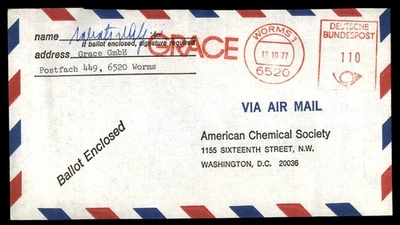 name
If ballot enclosed, signature required
address Grace GmbH
Postfach 449, 6520 Worms
GRACE
WORMS 1
12.10.77
6520
DEUTSCHE
BUNDESPOST
110
VIA AIR MAIL
American Chemical Society
1155 SIXTEENTH STREET, N.W.
WASHINGTON, D.C. 20036
Ballot Enclosed